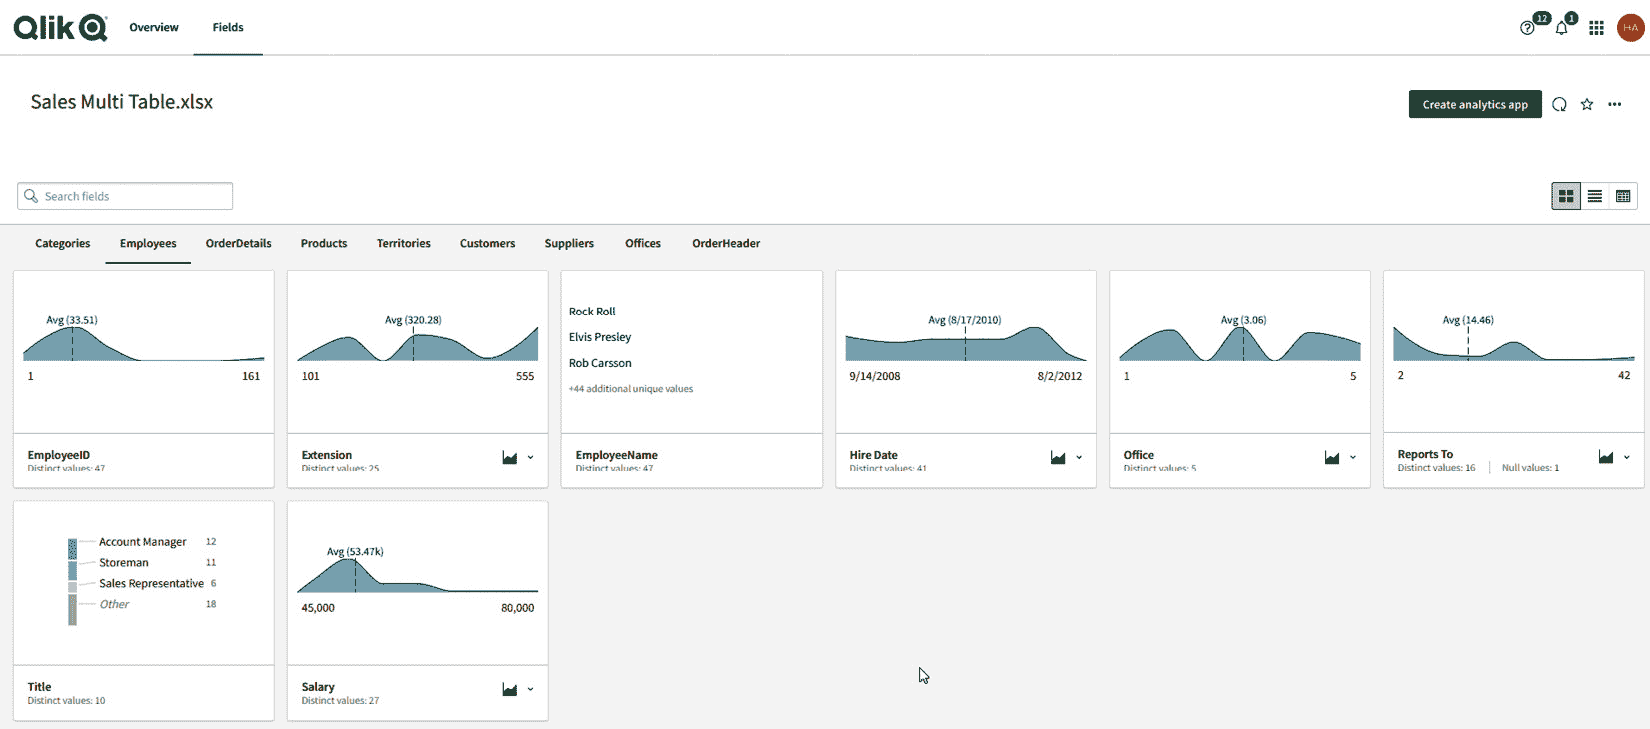 Qlik Overview Fields 12 1 HA
Sales Multi Table.xlsx
Create analytics app
Search fields
Categories Employees OrderDetails Products Territories Customers Suppliers Offices OrderHeader
Avg (33.51)
1 161
EmployeeID
Distinct values: 47
Avg (320.28)
101 555
Extension
Distinct values: 25
Rock Roll
Elvis Presley
Rob Carsson
+44 additional unique values
EmployeeName
Distinct values: 47
Avg (8/17/2010)
9/14/2008 8/2/2012
Hire Date
Distinct values: 41
Avg (3.06)
1 5
Office
Distinct values: 5
Avg (14.46)
2 42
Reports To
Distinct values: 16 Null values: 1
Account Manager 12
Storeman 11
Sales Representative 6
Other 18
Title
Distinct values: 10
Avg (53.47k)
45,000 80,000
Salary
Distinct values: 27